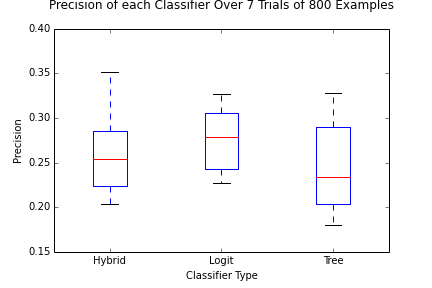 Precision of each Classifier Over 7 Trials of 800 Examples
0.40
0.35
0.30
0.25
0.20
0.15
Precision
Hybrid Logit Tree
Classifier Type